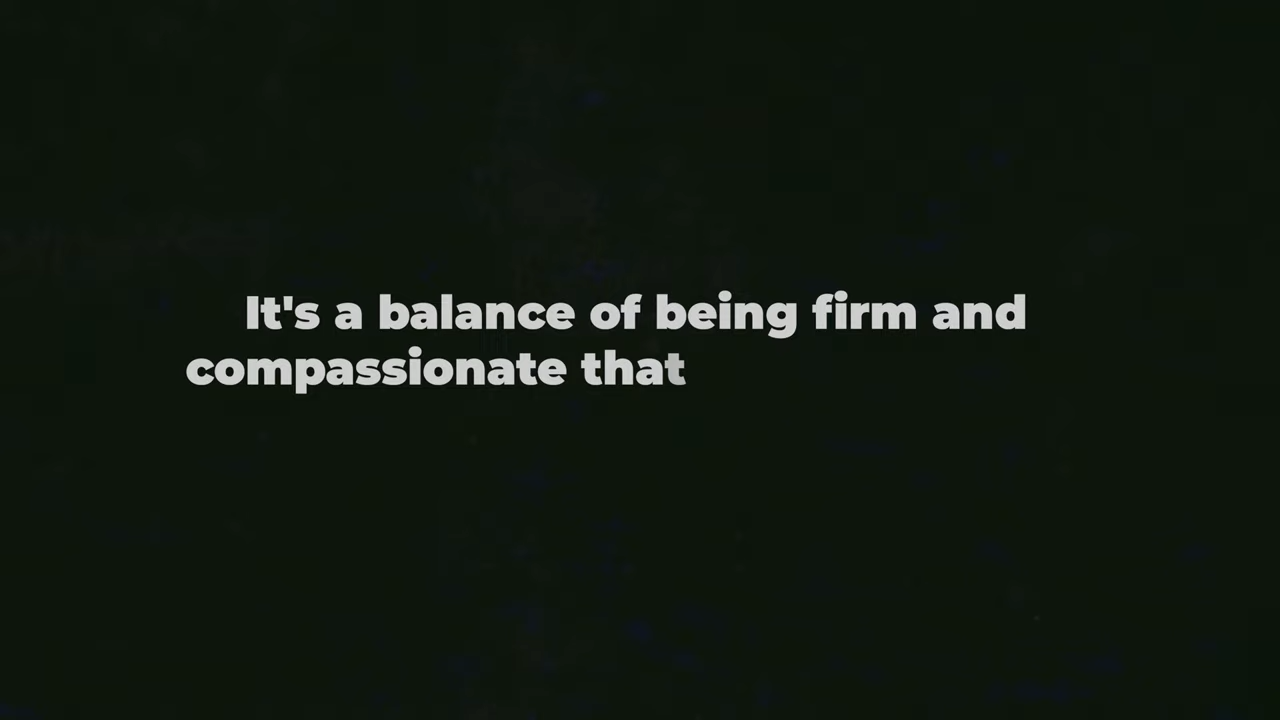 It's a balance of being firm and
compassionate that